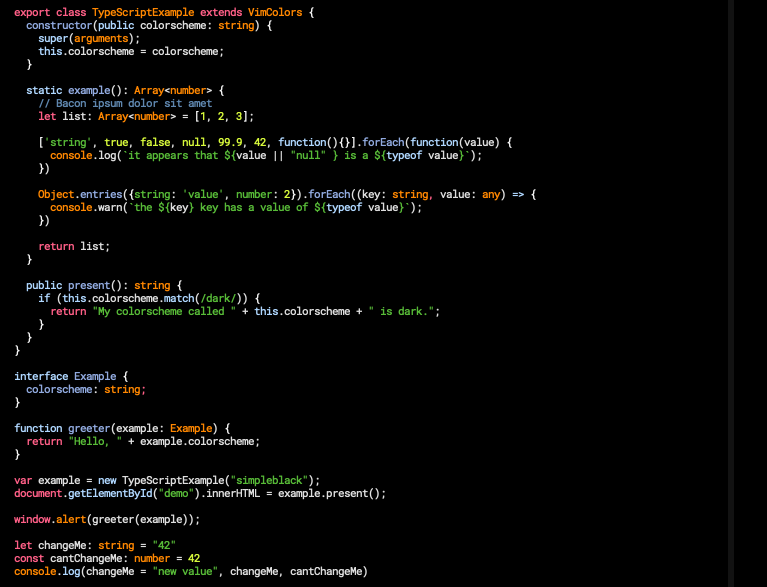 export class TypeScriptExample extends VimColors {
  constructor(public colorscheme: string) {
    super(arguments);
    this.colorscheme = colorscheme;
  }

  static example(): Array<number> {
    // Bacon ipsum dolor sit amet
    let list: Array<number> = [1, 2, 3];

    ['string', true, false, null, 99.9, 42, function(){}].forEach(function(value) {
      console.log(`it appears that ${value || "null" } is a ${typeof value}`);
    })

    Object.entries({string: 'value', number: 2}).forEach((key: string, value: any) => {
      console.warn(`the ${key} key has a value of ${typeof value}`);
    })

    return list;
  }

  public present(): string {
    if (this.colorscheme.match(/dark/)) {
      return "My colorscheme called " + this.colorscheme + " is dark.";
    }
  }
}

interface Example {
  colorscheme: string;
}

function greeter(example: Example) {
  return "Hello, " + example.colorscheme;
}

var example = new TypeScriptExample("simpleblack");
document.getElementById("demo").innerHTML = example.present();

window.alert(greeter(example));

let changeMe: string = "42"
const cantChangeMe: number = 42
console.log(changeMe = "new value", changeMe, cantChangeMe)